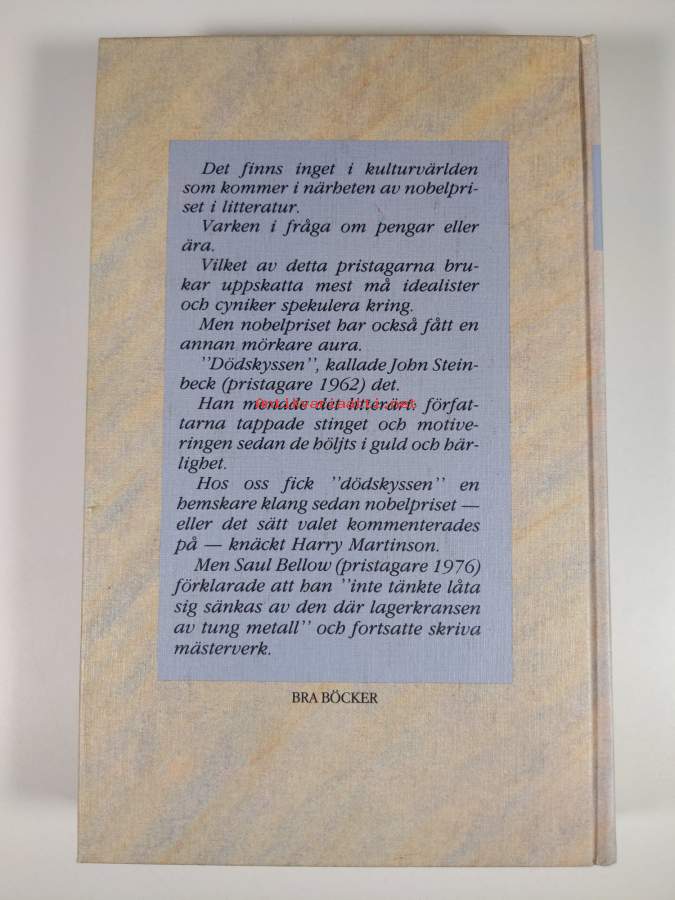 Det finns inget i kulturvärlden
som kommer i närheten av nobelpri-
set i litteratur.
Varken i fråga om pengar eller
ära.
Vilket av detta pristagarna bru-
kar uppskatta mest må idealister
och cyniker spekulera kring.
Men nobelpriset har också fått en
annan mörkare aura.
"Dödskyssen", kallade John Stein-
beck (pristagare 1962) det.
Han menade det litterärt: förfat-
tarna tappade stinget och motive-
ringen sedan de höljts i guld och här-
lighet.
Hos oss fick "dödskyssen" en
hemskare klang sedan nobelpriset —
eller det sätt valet kommenterades
på — knäckt Harry Martinson.
Men Saul Bellow (pristagare 1976)
förklarade att han "inte tänkte låta
sig sänkas av den där lagerkransen
av tung metall" och fortsatte skriva
mästerverk.
BRA BÖCKER